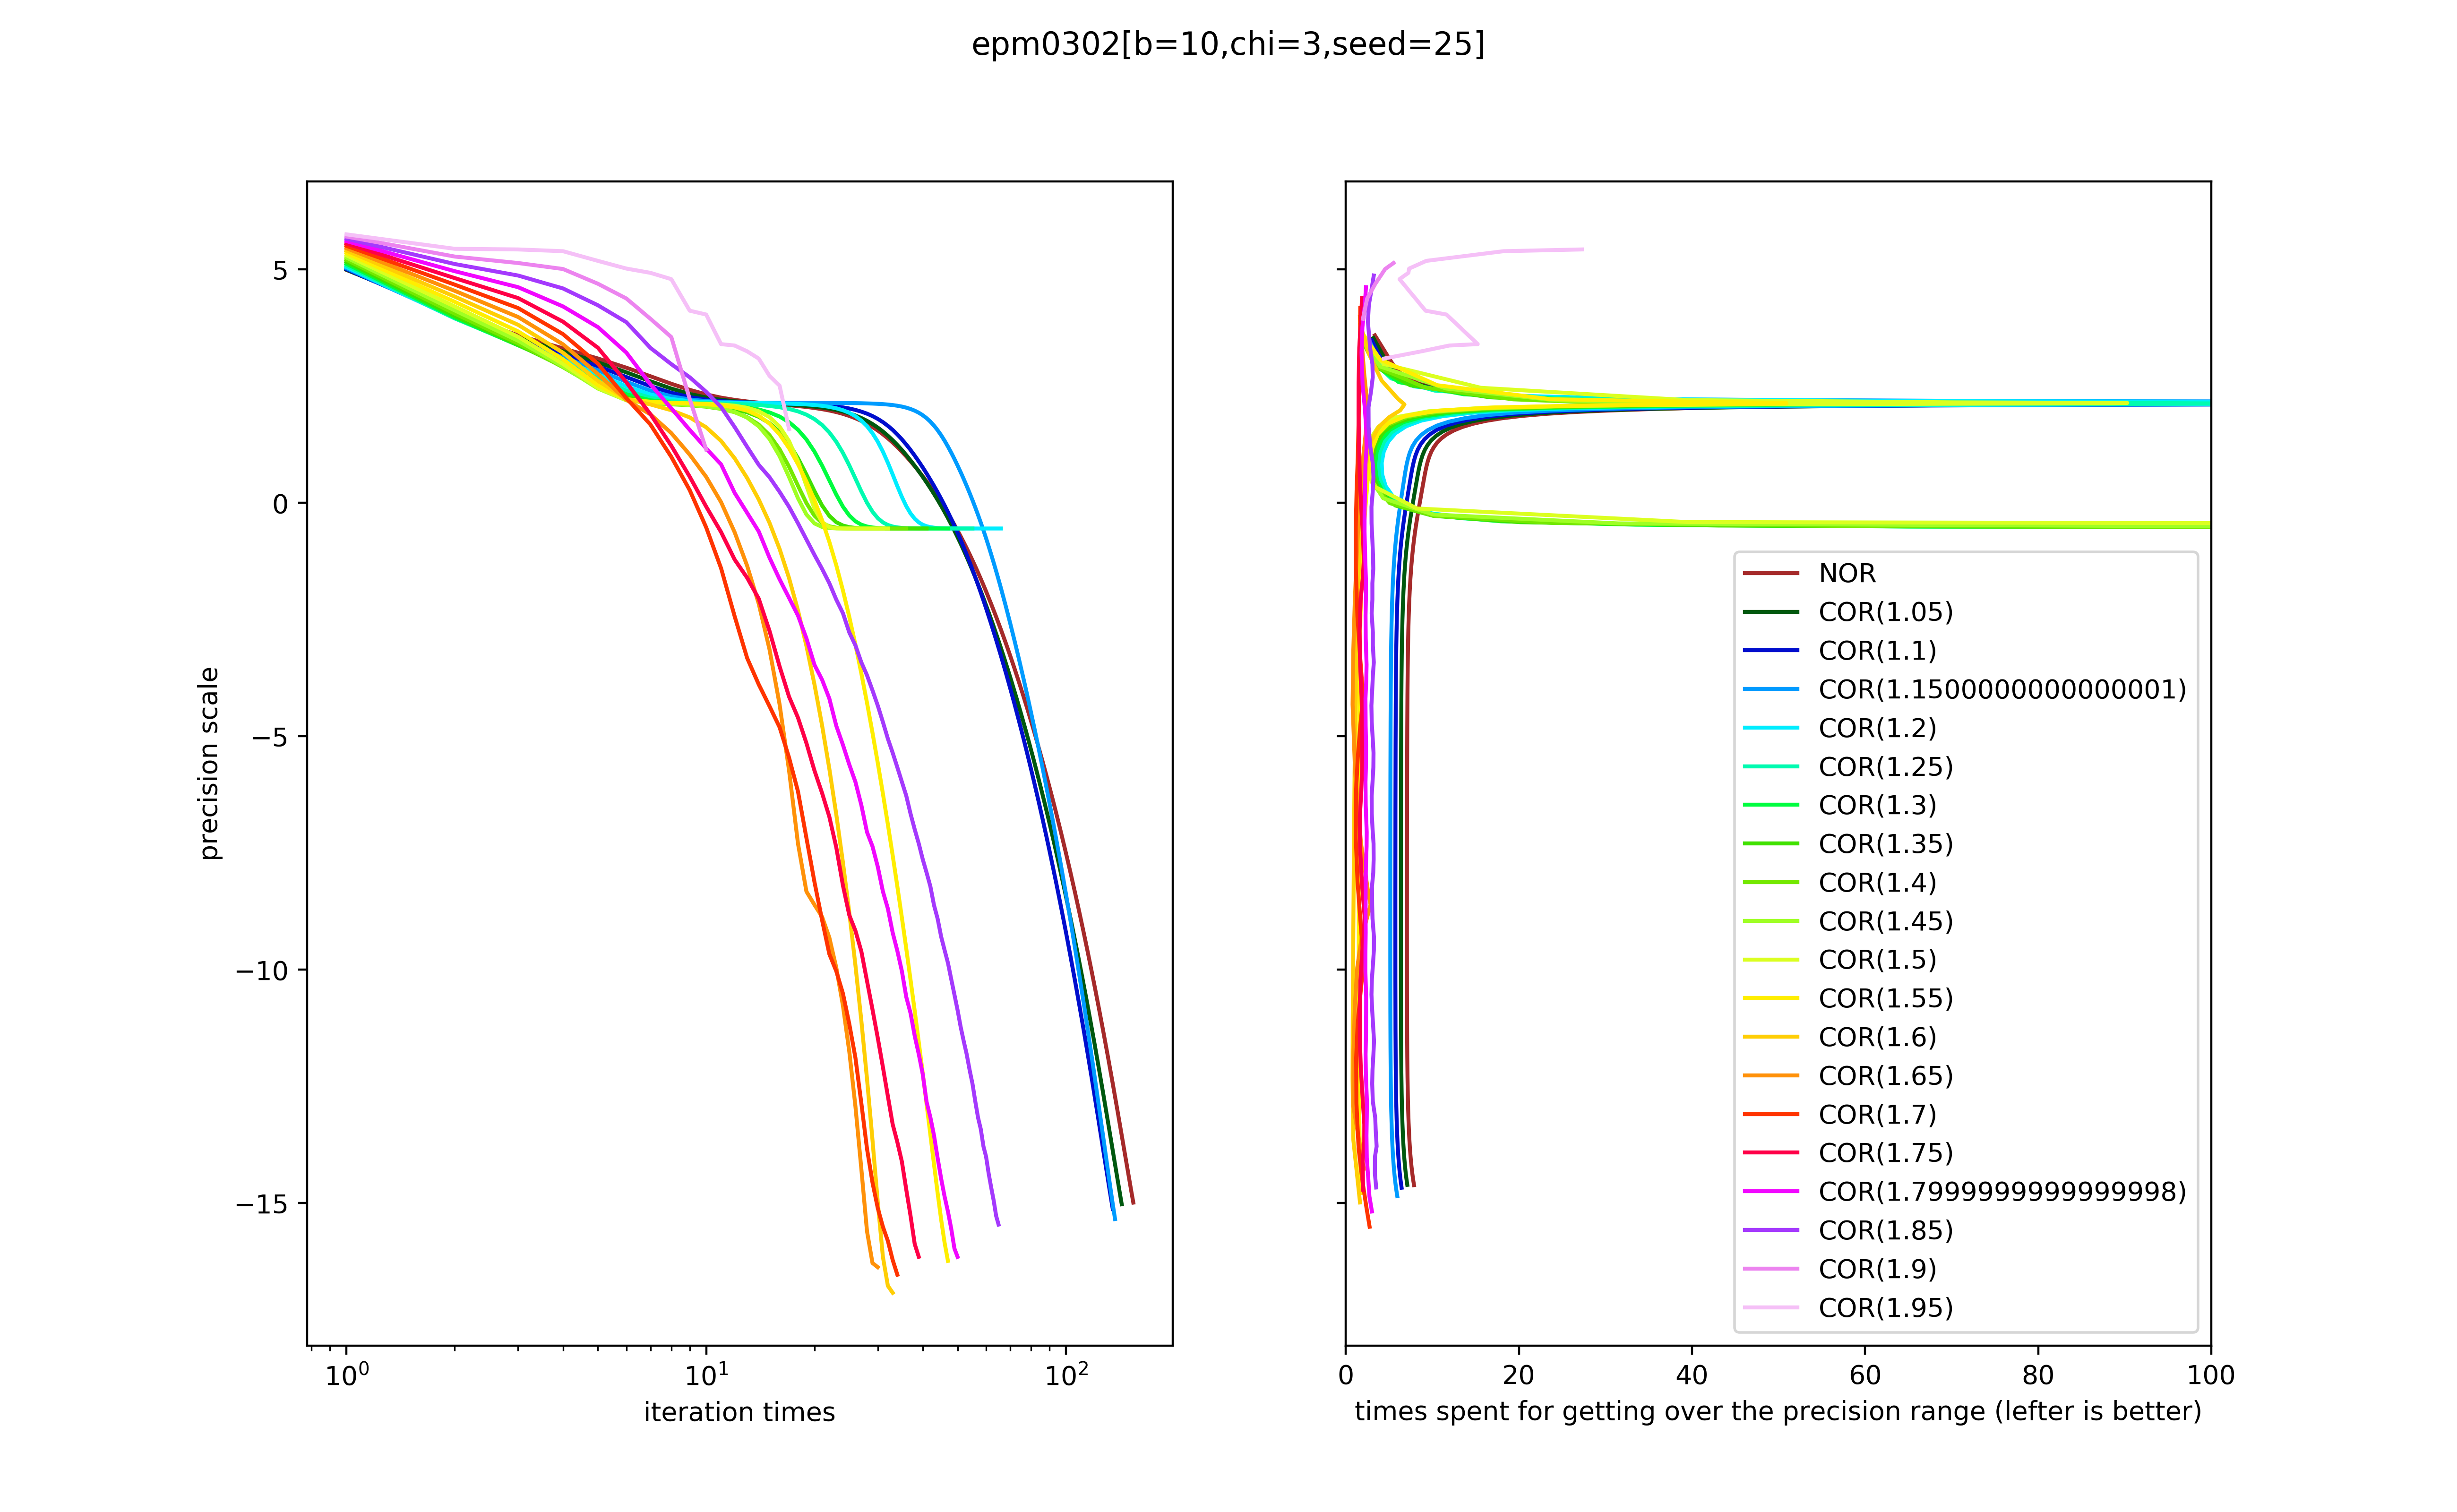 epm0302[b=10,chi=3,seed=25]
5
0
−5
−10
−15
precision scale
10⁰
10¹
10²
iteration times
0
20
40
60
80
100
times spent for getting over the precision range (lefter is better)
NOR
COR(1.05)
COR(1.1)
COR(1.1500000000000001)
COR(1.2)
COR(1.25)
COR(1.3)
COR(1.35)
COR(1.4)
COR(1.45)
COR(1.5)
COR(1.55)
COR(1.6)
COR(1.65)
COR(1.7)
COR(1.75)
COR(1.7999999999999998)
COR(1.85)
COR(1.9)
COR(1.95)